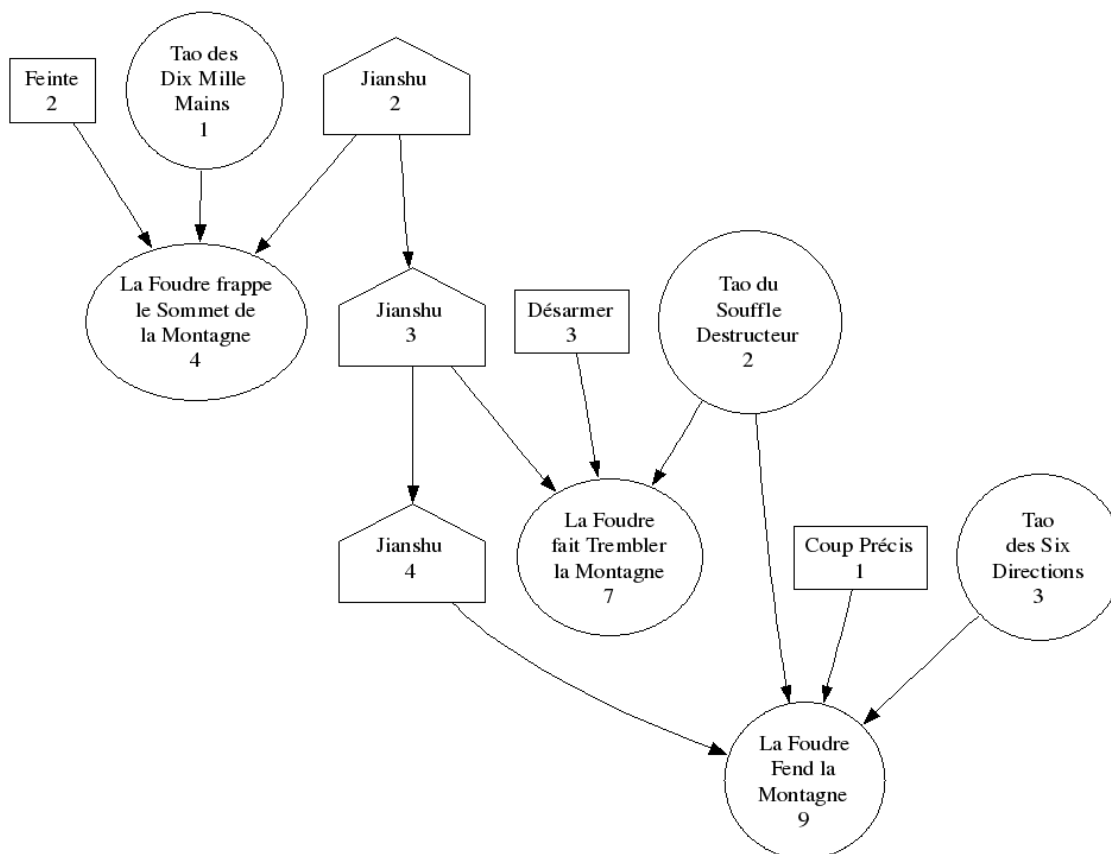 Feinte
2
Tao des
Dix Mille
Mains
1
Jianshu
2
La Foudre frappe
le Sommet de
la Montagne
4
Jianshu
3
Désarmer
3
Tao du
Souffle
Destructeur
2
Jianshu
4
La Foudre
fait Trembler
la Montagne
7
Coup Précis
1
Tao
des Six
Directions
3
La Foudre
Fend la
Montagne
9